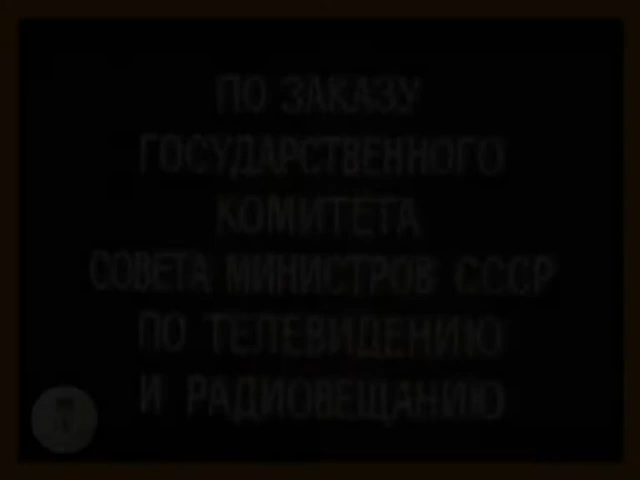 ПО ЗАКАЗУ
ГОСУДАРСТВЕННОГО
КОМИТЕТА
СОВЕТА МИНИСТРОВ СССР
ПО ТЕЛЕВИДЕНИЮ
И РАДИОВЕЩАНИЮ